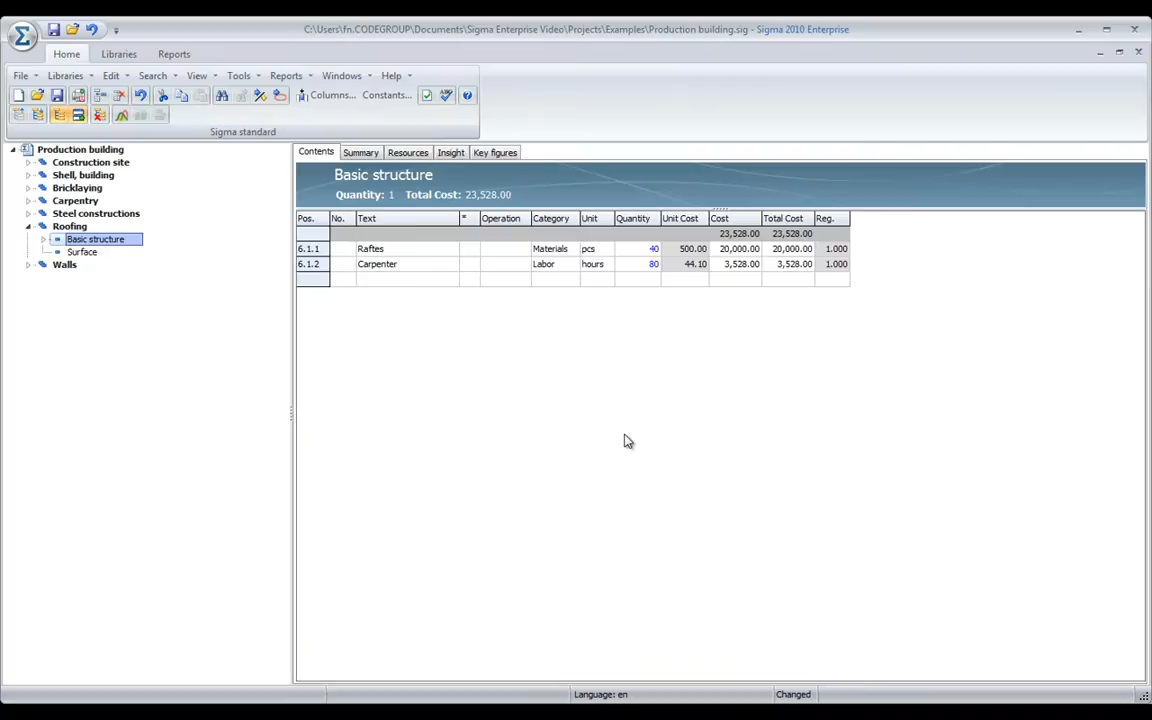 C:\Users\fn.CODEGROUP\Documents\Sigma Enterprise Video\Projects\Examples\Production building.sig - Sigma 2010 Enterprise
Home Libraries Reports
File Libraries Edit Search View Tools Reports Windows Help
Columns... Constants...
Sigma standard
Production building
Construction site
Shell, building
Bricklaying
Carpentry
Steel constructions
Roofing
Basic structure
Surface
Walls
Contents Summary Resources Insight Key figures
Basic structure
Quantity: 1 Total Cost: 23,528.00
Pos. No. Text * Operation Category Unit Quantity Unit Cost Cost Total Cost Reg.
23,528.00 23,528.00
6.1.1 Raftes Materials pcs 40 500.00 20,000.00 20,000.00 1.000
6.1.2 Carpenter Labor hours 80 44.10 3,528.00 3,528.00 1.000
Language: en Changed